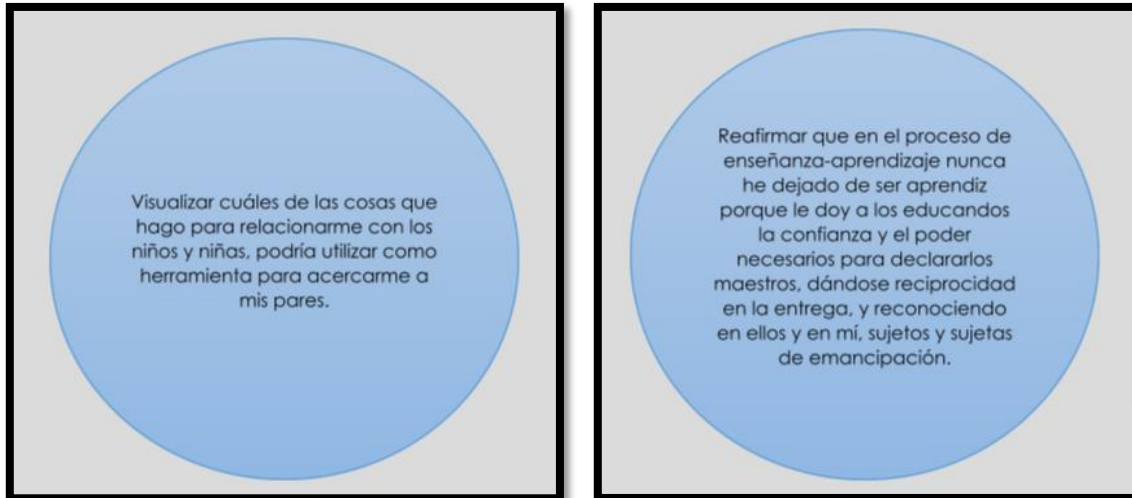 Visualizar cuáles de las cosas que
hago para relacionarme con los
niños y niñas, podría utilizar como
herramienta para acercarme a
mis pares.
Reafirmar que en el proceso de
enseñanza-aprendizaje nunca
he dejado de ser aprendiz
porque le doy a los educandos
la confianza y el poder
necesarios para declararlos
maestros, dándose reciprocidad
en la entrega, y reconociendo
en ellos y en mí, sujetos y sujetas
de emancipación.